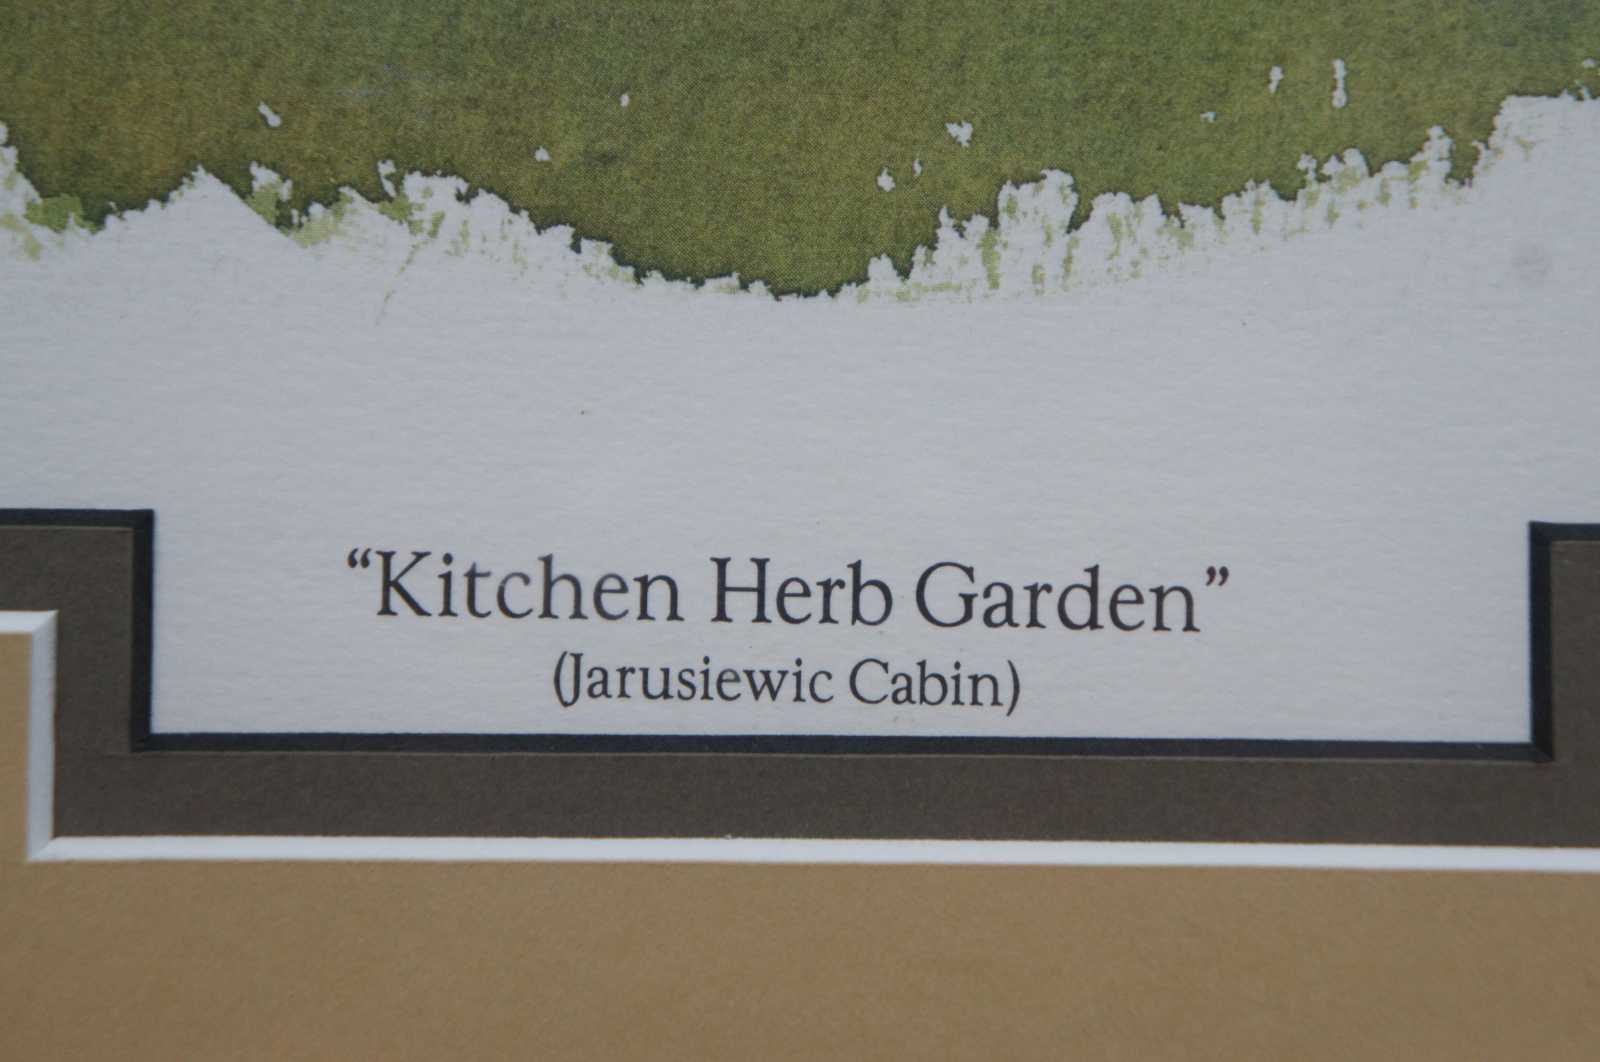 “Kitchen Herb Garden”
(Jarusiewic Cabin)